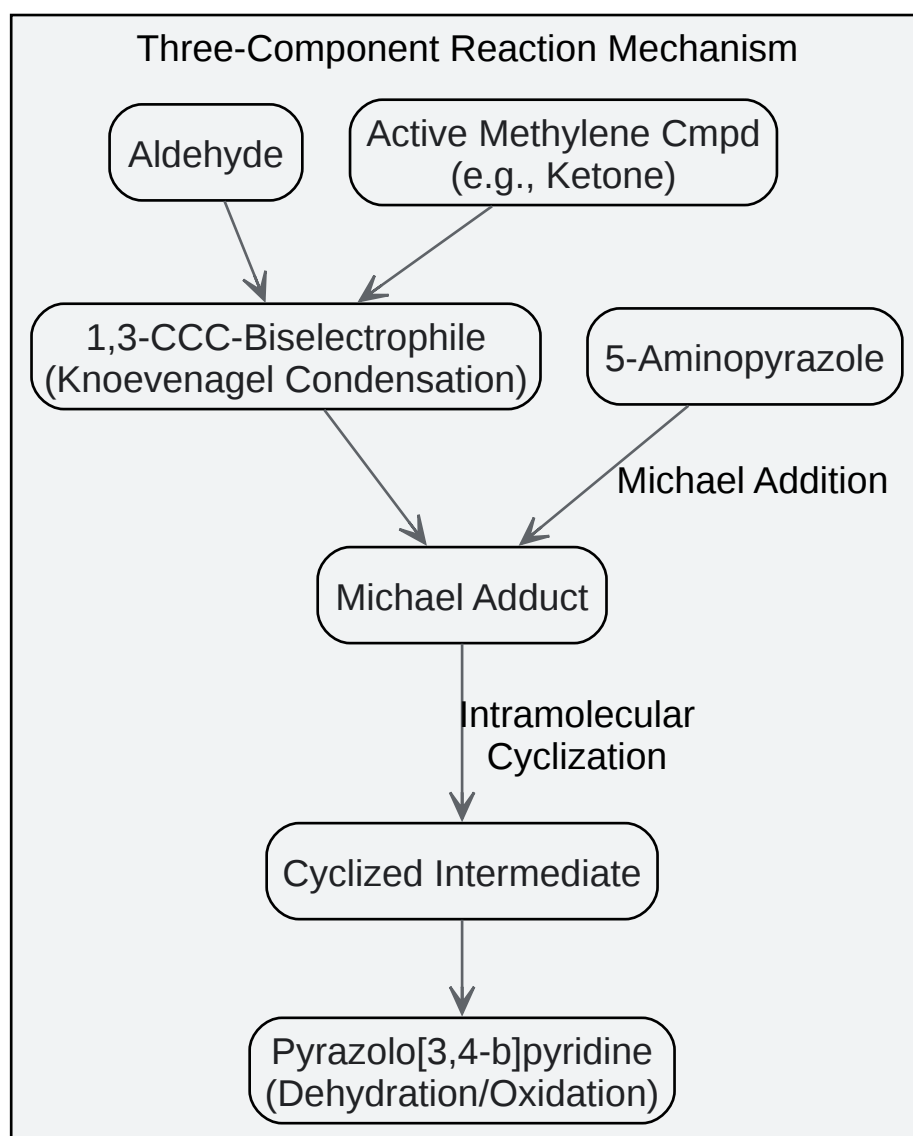 Three-Component Reaction Mechanism
Aldehyde
Active Methylene Cmpd
(e.g., Ketone)
1,3-CCC-Biselectrophile
(Knoevenagel Condensation)
5-Aminopyrazole
Michael Addition
Michael Adduct
Intramolecular
Cyclization
Cyclized Intermediate
Pyrazolo[3,4-b]pyridine
(Dehydration/Oxidation)